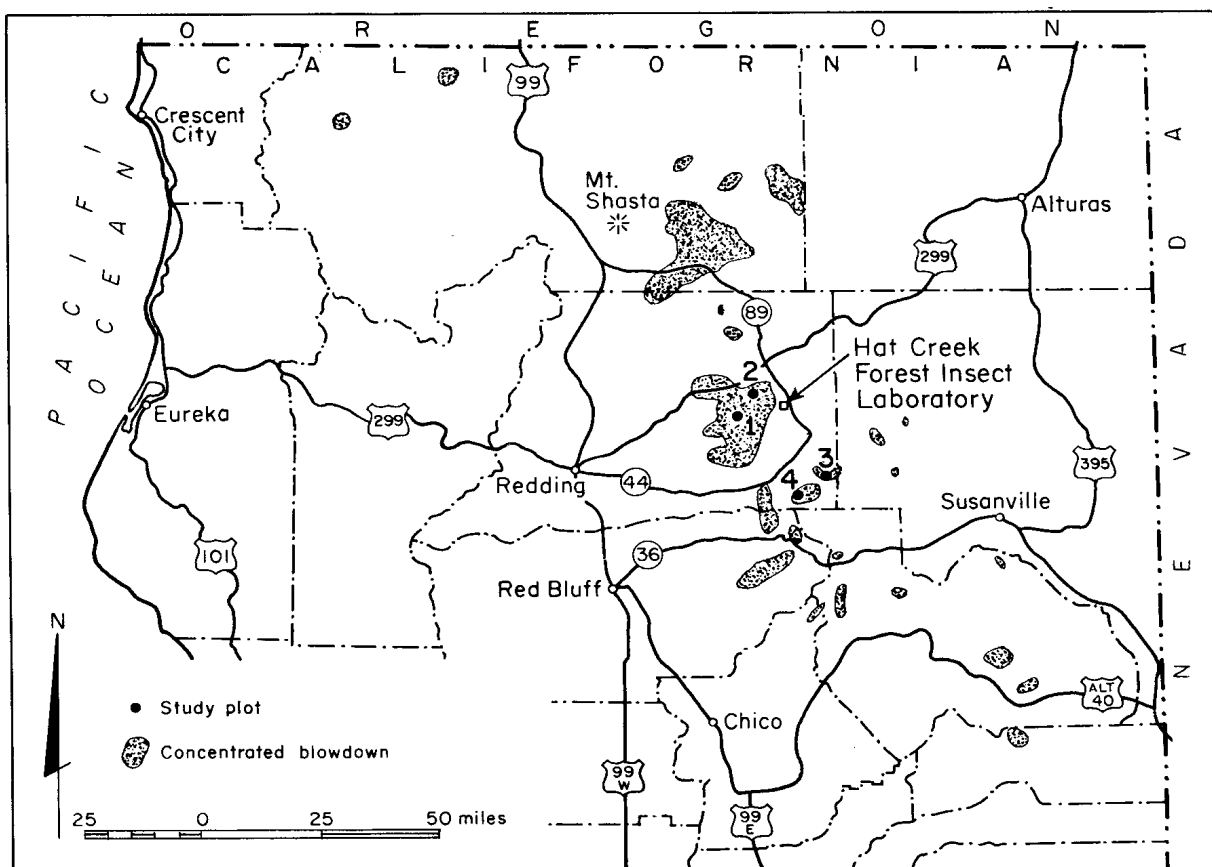 OREGON
CALIFORNIA
99
Crescent
City
PACIFIC
OCEAN
Mt.
Shasta
Alturas
299
89
Hat Creek
Forest Insect
Laboratory
2
1
Eureka
299
3
4
395
NEVADA
Redding
44
Susanville
101
36
Red Bluff
N
Study plot
ALT
40
Chico
Concentrated blowdown
99
W
99
E
25 0 25 50 miles